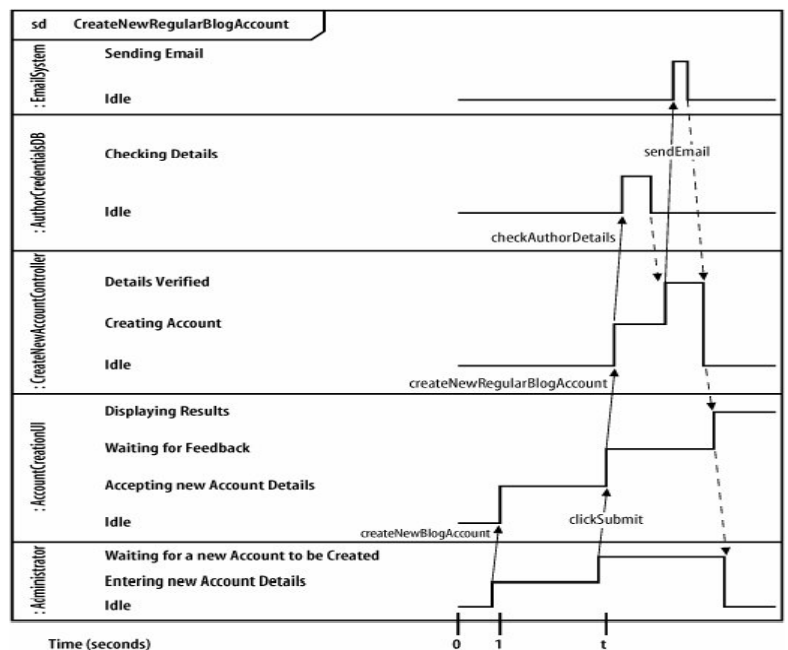 sd CreateNewRegularBlogAccount
: EmailSystem
Sending Email
Idle
: AuthorCredentialsDB
Checking Details
sendEmail
Idle
checkAuthorDetails
: CreateNewAccountController
Details Verified
Creating Account
Idle
createNewRegularBlogAccount
: AccountCreationUI
Displaying Results
Waiting for Feedback
Accepting new Account Details
Idle
clickSubmit
createNewBlogAccount
: Administrator
Waiting for a new Account to be Created
Entering new Account Details
Idle
Time (seconds) 0 1 t